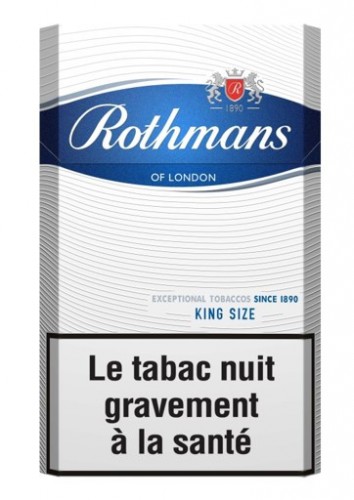 R
1890
Rothmans
OF LONDON
EXCEPTIONAL TOBACCOS SINCE 1890
KING SIZE
Le tabac nuit
gravement
à la santé